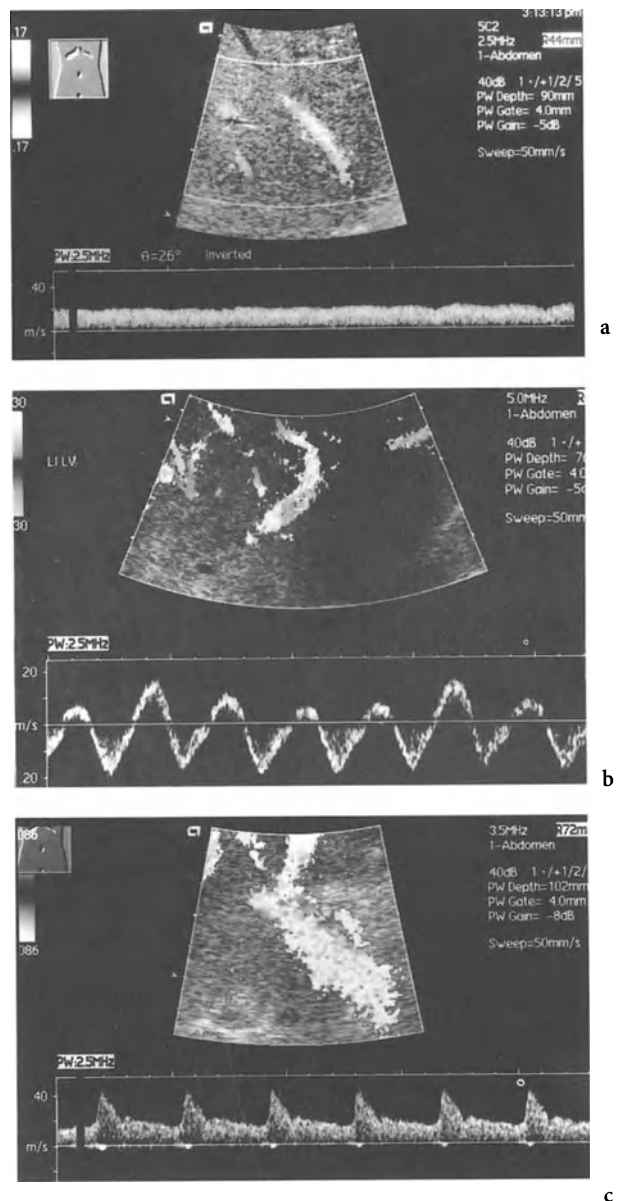 3:13:13 pm
.17
5C2
2.5MHz R44mm
1-Abdomen
40dB 1 ·/+1/2/ 5
PW Depth= 90mm
PW Gate= 4.0mm
PW Gain= -5dB
.17
Sweep=50mm/s
PW:2.5MHz θ=26° Inverted
.40
m/s
a
30
5.0MHz
1-Abdomen
40dB 1 ·/+
LI LV
PW Depth= 7
PW Gate= 4.0
PW Gain= -5d
30
Sweep=50mm
PW:2.5MHz
.20
m/s
.20
b
086
3.5MHz R72m
1-Abdomen
40dB 1 ·/+1/2/
PW Depth=102mm
PW Gate= 4.0mm
PW Gain= -8dB
086
Sweep=50mm/s
PW:2.5MHz
.40
m/s
c